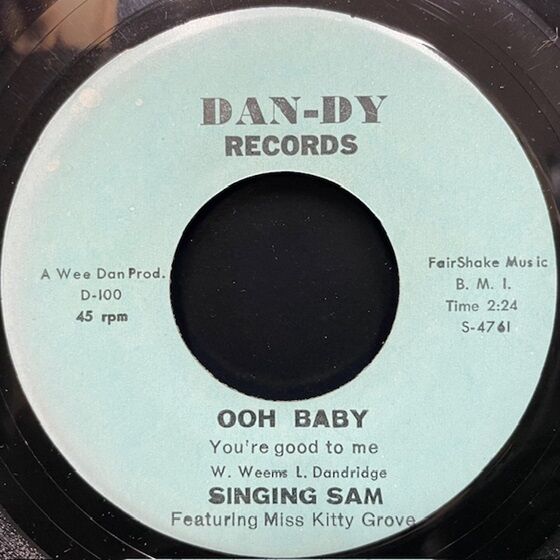 DAN-DY
RECORDS
A Wee Dan Prod.
D-100
45 rpm
FairShake Music
B. M. I.
Time 2:24
S-4761
OOH BABY
You're good to me
W. Weems L. Dandridge
SINGING SAM
Featuring Miss Kitty Grove